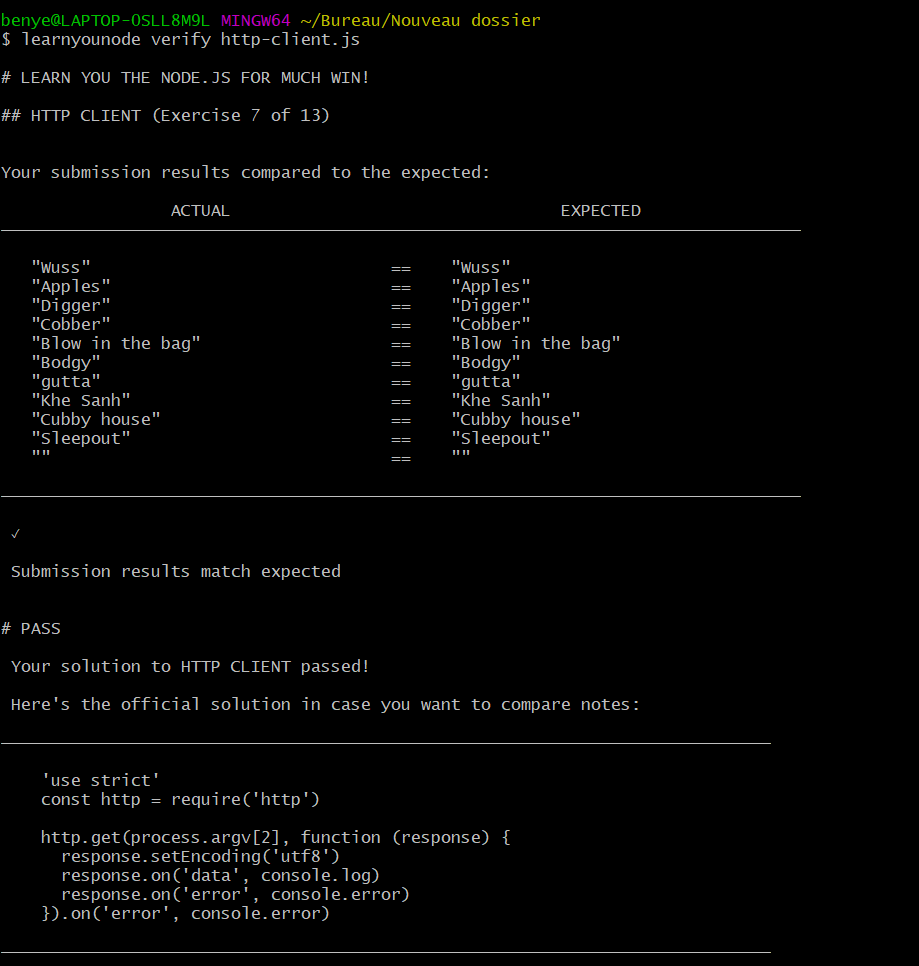 benye@LAPTOP-OSLL8M9L MINGW64 ~/Bureau/Nouveau dossier
$ learnyounode verify http-client.js
# LEARN YOU THE NODE.JS FOR MUCH WIN!
## HTTP CLIENT (Exercise 7 of 13)
Your submission results compared to the expected:
ACTUAL EXPECTED
"Wuss" == "Wuss"
"Apples" == "Apples"
"Digger" == "Digger"
"Cobber" == "Cobber"
"Blow in the bag" == "Blow in the bag"
"Bodgy" == "Bodgy"
"gutta" == "gutta"
"Khe Sanh" == "Khe Sanh"
"Cubby house" == "Cubby house"
"Sleepout" == "Sleepout"
"" == ""
✓
Submission results match expected
# PASS
Your solution to HTTP CLIENT passed!
Here's the official solution in case you want to compare notes:
'use strict'
const http = require('http')
http.get(process.argv[2], function (response) {
response.setEncoding('utf8')
response.on('data', console.log)
response.on('error', console.error)
}).on('error', console.error)